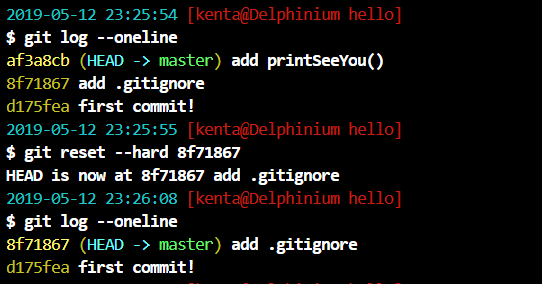 2019-05-12 23:25:54 [kenta@Delphinium hello]
$ git log --oneline
af3a8cb (HEAD -> master) add printSeeYou()
8f71867 add .gitignore
d175fea first commit!
2019-05-12 23:25:55 [kenta@Delphinium hello]
$ git reset --hard 8f71867
HEAD is now at 8f71867 add .gitignore
2019-05-12 23:26:08 [kenta@Delphinium hello]
$ git log --oneline
8f71867 (HEAD -> master) add .gitignore
d175fea first commit!